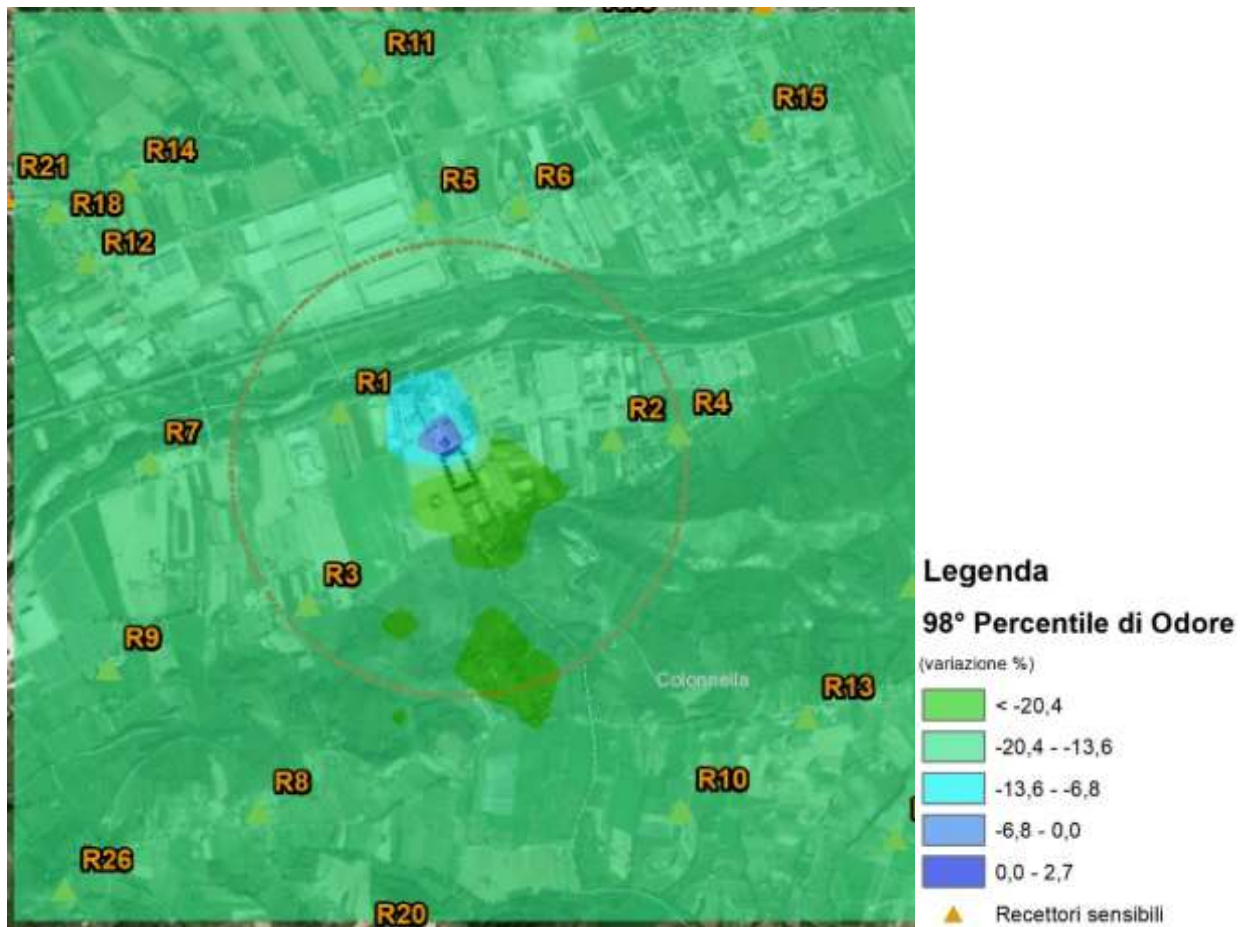 R11
R15
R14
R21
R5
R6
R18
R12
R1
R2
R4
R7
R3
R9
Colonnella
R13
R8
R10
R26
R20
Legenda
98° Percentile di Odore
(variazione %)
< -20,4
-20,4 - -13,6
-13,6 - -6,8
-6,8 - 0,0
0,0 - 2,7
Recettori sensibili